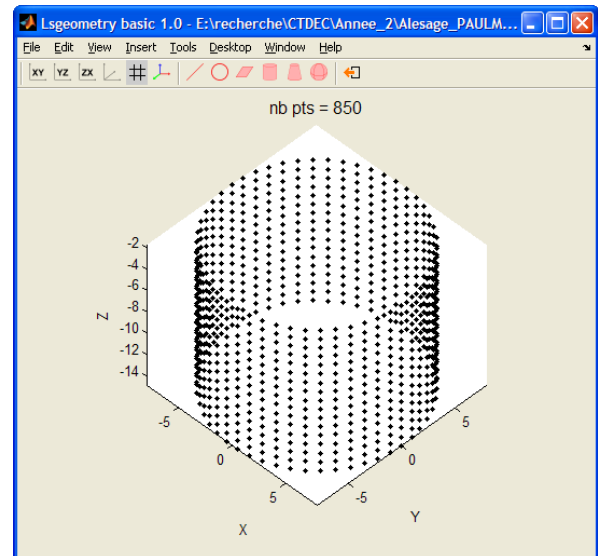 Lsgeometry basic 1.0 - E:\recherche\CTDEC\Annee_2\Alesage_PAULM...
File Edit View Insert Tools Desktop Window Help
XY YZ ZX
nb pts = 850
-2
-4
-6
-8
-10
-12
-14
Z
-5
0
5
X
-5
0
5
Y